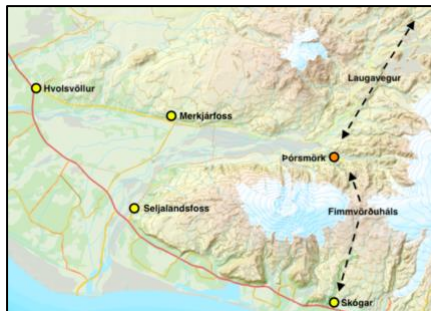 Laugavegur
Hvolsvöllur
Merkjárfoss
Þórsmörk
Seljalandsfoss
Fimmvörðuháls
Skógar